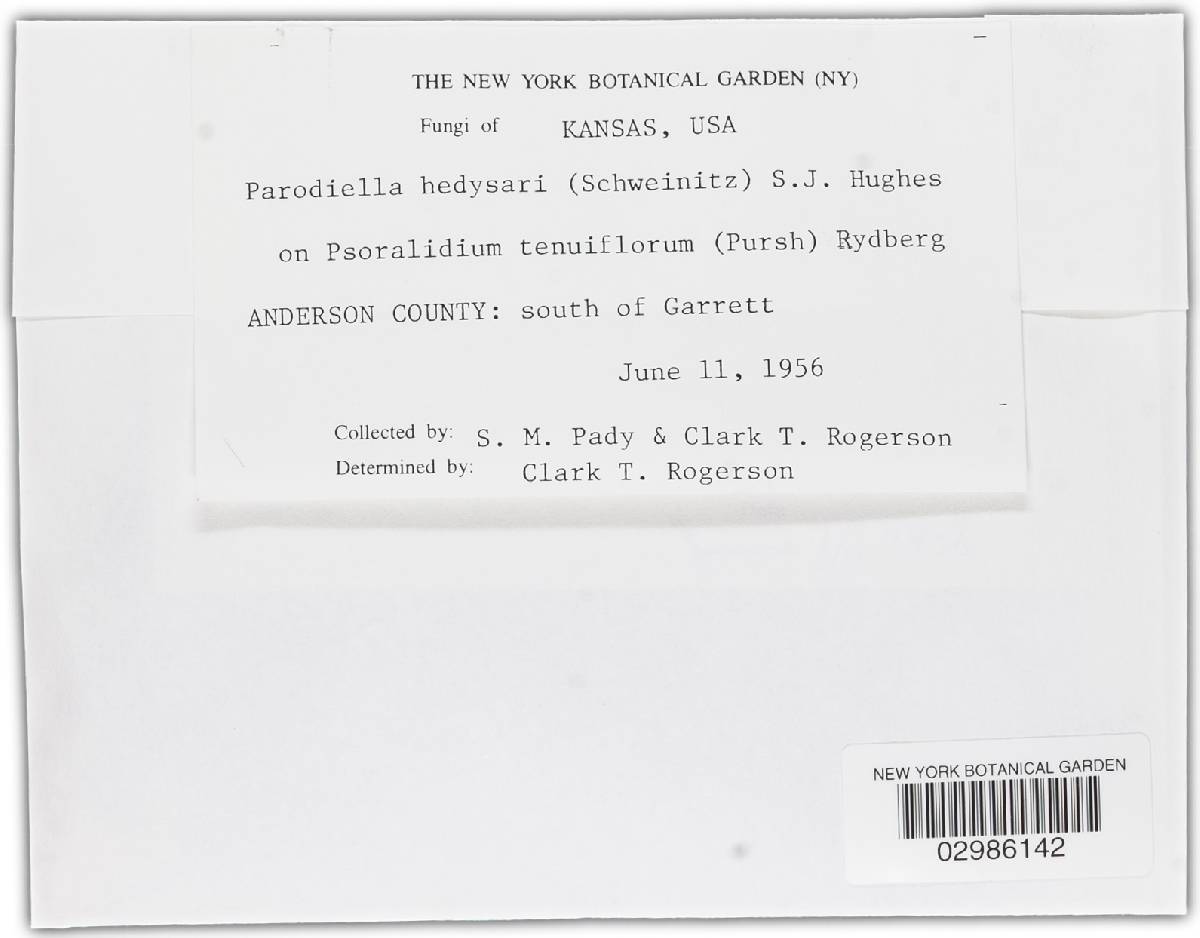 THE NEW YORK BOTANICAL GARDEN (NY)
Fungi of KANSAS, USA
Parodiella hedysari (Schweinitz) S.J. Hughes
on Psoralidium tenuiflorum (Pursh) Rydberg
ANDERSON COUNTY: south of Garrett
June 11, 1956
Collected by: S. M. Pady & Clark T. Rogerson
Determined by: Clark T. Rogerson
NEW YORK BOTANICAL GARDEN
02986142